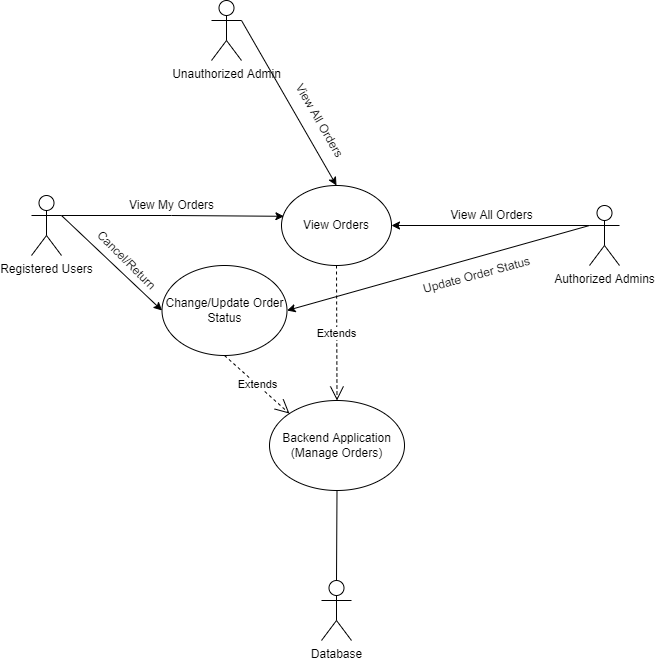 Unauthorized Admin
View All Orders
View My Orders
View Orders
View All Orders
Registered Users
Cancel/Return
Authorized Admins
Update Order Status
Change/Update Order
Status
Extends
Extends
Backend Application
(Manage Orders)
Database